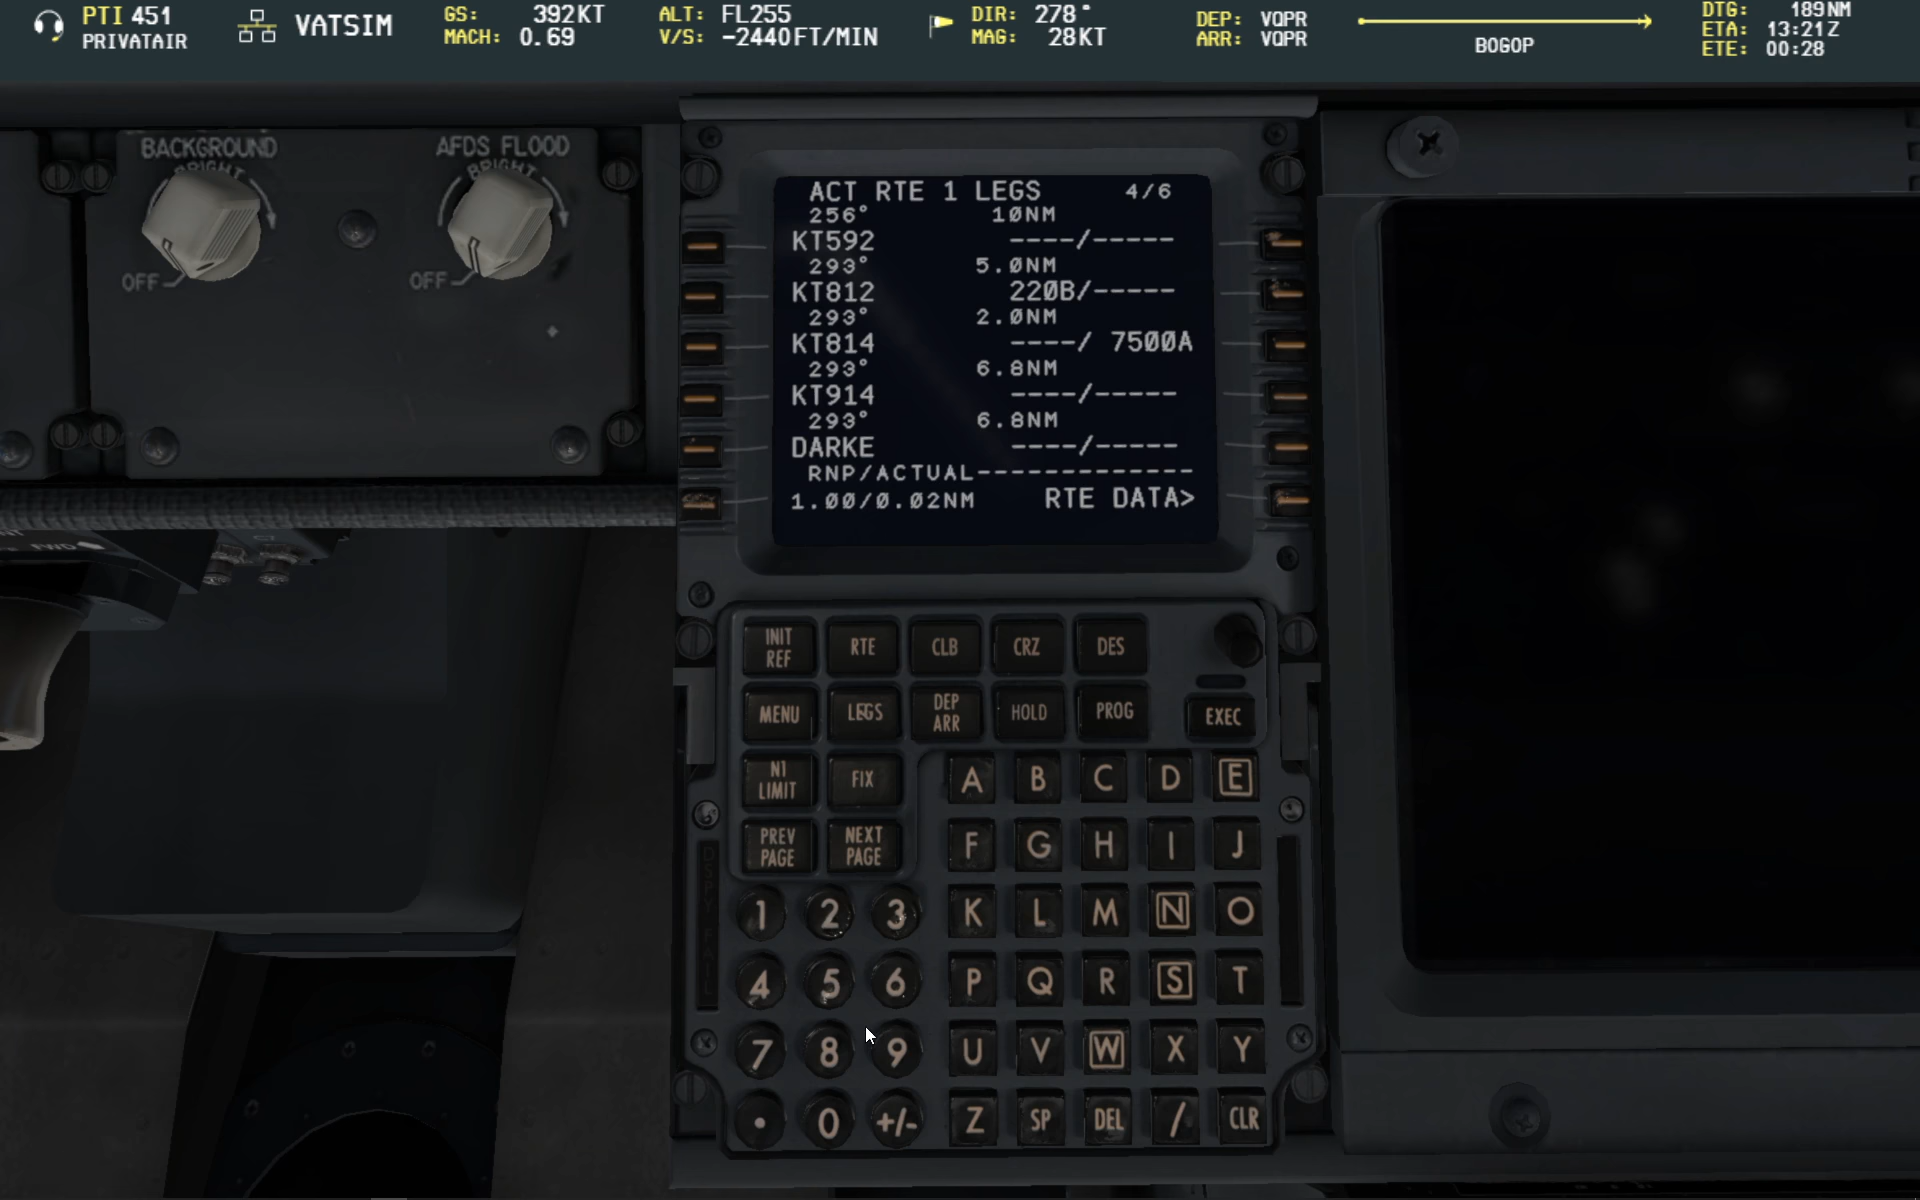 PTI 451
PRIVATAIR
VATSIM
GS: 392KT
MACH: 0.69
ALT: FL255
V/S: −2440FT/MIN
DIR: 278°
MAG: 28KT
DEP: VQPR
ARR: VQPR
BOGOP
DTG: 189NM
ETA: 13:21Z
ETE: 00:28
BACKGROUND
BRIGHT
OFF
AFDS FLOOD
BRIGHT
OFF
FWD
ACT RTE 1 LEGS 4/6
256° 10NM
KT592 ----/-----
293° 5.0NM
KT812 220B/-----
293° 2.0NM
KT814 ----/ 7500A
293° 6.8NM
KT914 ----/-----
293° 6.8NM
DARKE ----/-----
RNP/ACTUAL-------------
1.00/0.02NM RTE DATA>
INIT REF RTE CLB CRZ DES
MENU LEGS DEP ARR HOLD PROG EXEC
N1 LIMIT FIX
PREV PAGE NEXT PAGE
A B C D E
F G H I J
1 2 3 K L M N O
4 5 6 P Q R S T
7 8 9 U V W X Y
. 0 +/- Z SP DEL / CLR